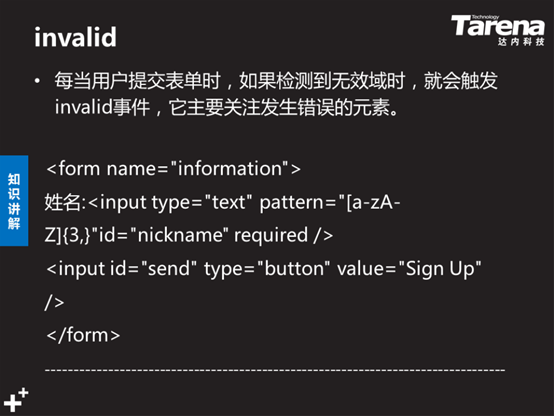 invalid
Technology
Tarena
达内科技
• 每当用户提交表单时，如果检测到无效域时，就会触发
invalid事件，它主要关注发生错误的元素。
知识讲解
<form name="information">
姓名:<input type="text" pattern="[a-zA-
Z]{3,}"id="nickname" required />
<input id="send" type="button" value="Sign Up"
/>
</form>
--------------------------------------------------------------------------------